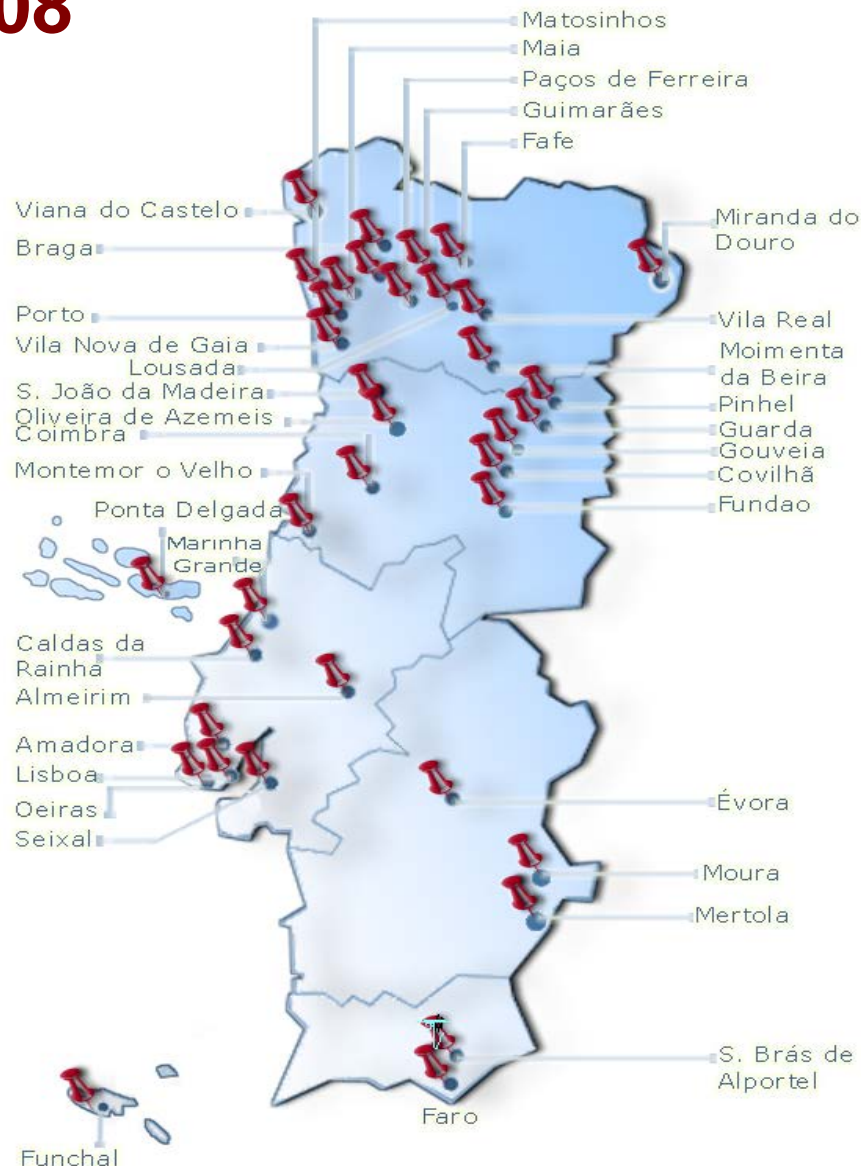 08
Matosinhos
Maia
Paços de Ferreira
Guimarães
Fafe
Viana do Castelo
Miranda do
Douro
Braga
Porto
Vila Real
Vila Nova de Gaia
Moimenta
da Beira
Lousada
S. João da Madeira
Pinhel
Oliveira de Azemeis
Guarda
Coimbra
Gouveia
Montemor o Velho
Covilhã
Fundao
Ponta Delgada
Marinha
Grande
Caldas da
Rainha
Almeirim
Amadora
Lisboa
Oeiras
Évora
Seixal
Moura
Mertola
S. Brás de
Alportel
Faro
Funchal